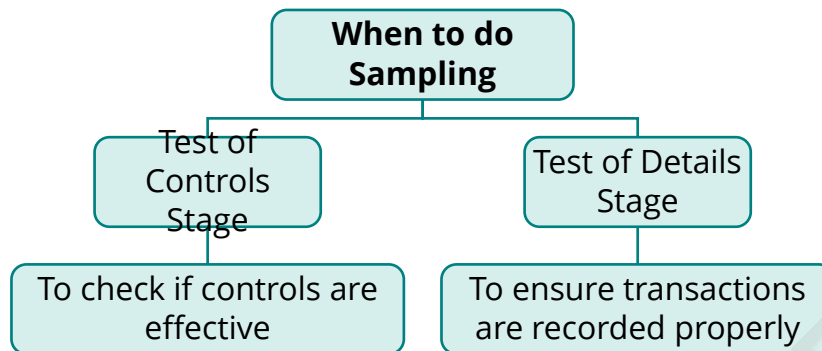 When to do
Sampling
Test of
Controls
Stage
Test of Details
Stage
To check if controls are
effective
To ensure transactions
are recorded properly